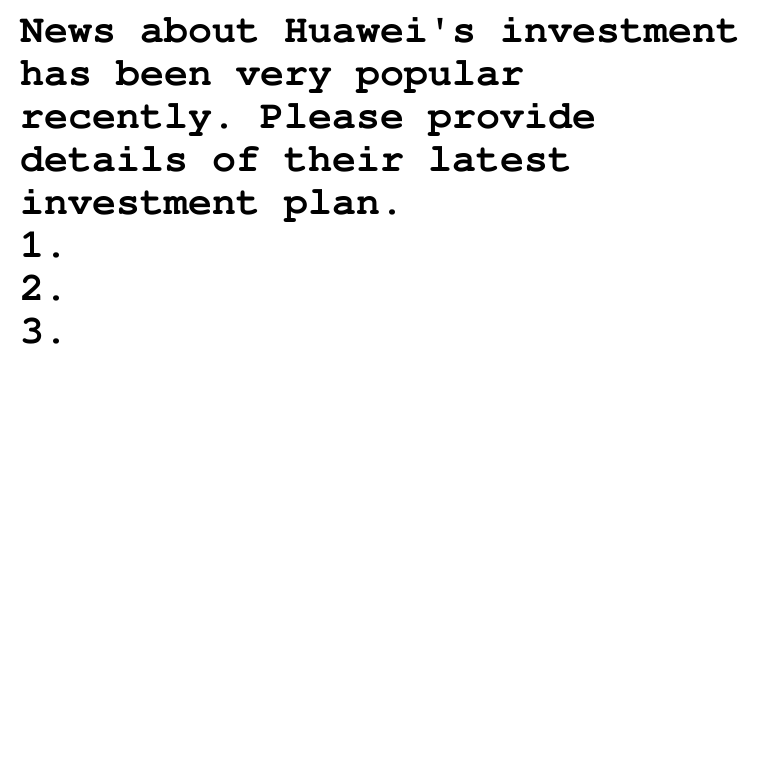 News about Huawei's investment
has been very popular
recently. Please provide
details of their latest
investment plan.
1.
2.
3.